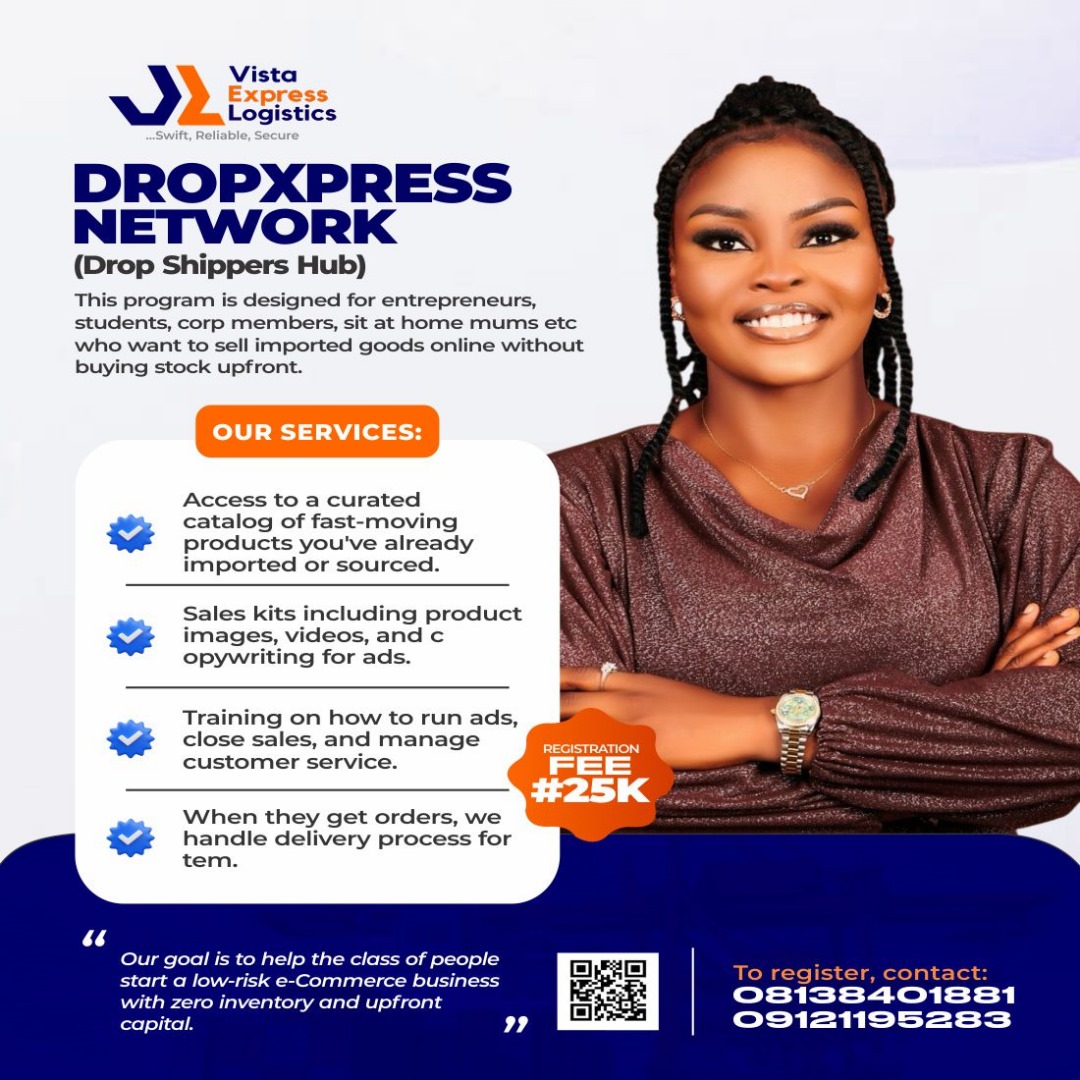 Vista
Express
Logistics
...Swift, Reliable, Secure
DROPXPRESS
NETWORK
(Drop Shippers Hub)
This program is designed for entrepreneurs,
students, corp members, sit at home mums etc
who want to sell imported goods online without
buying stock upfront.
OUR SERVICES:
Access to a curated
catalog of fast-moving
products you've already
imported or sourced.
Sales kits including product
images, videos, and c
opywriting for ads.
Training on how to run ads,
close sales, and manage
customer service.
When they get orders, we
handle delivery process for
tem.
REGISTRATION
FEE
#25K
“
Our goal is to help the class of people
start a low-risk e-Commerce business
with zero inventory and upfront
capital.
”
To register, contact:
08138401881
09121195283